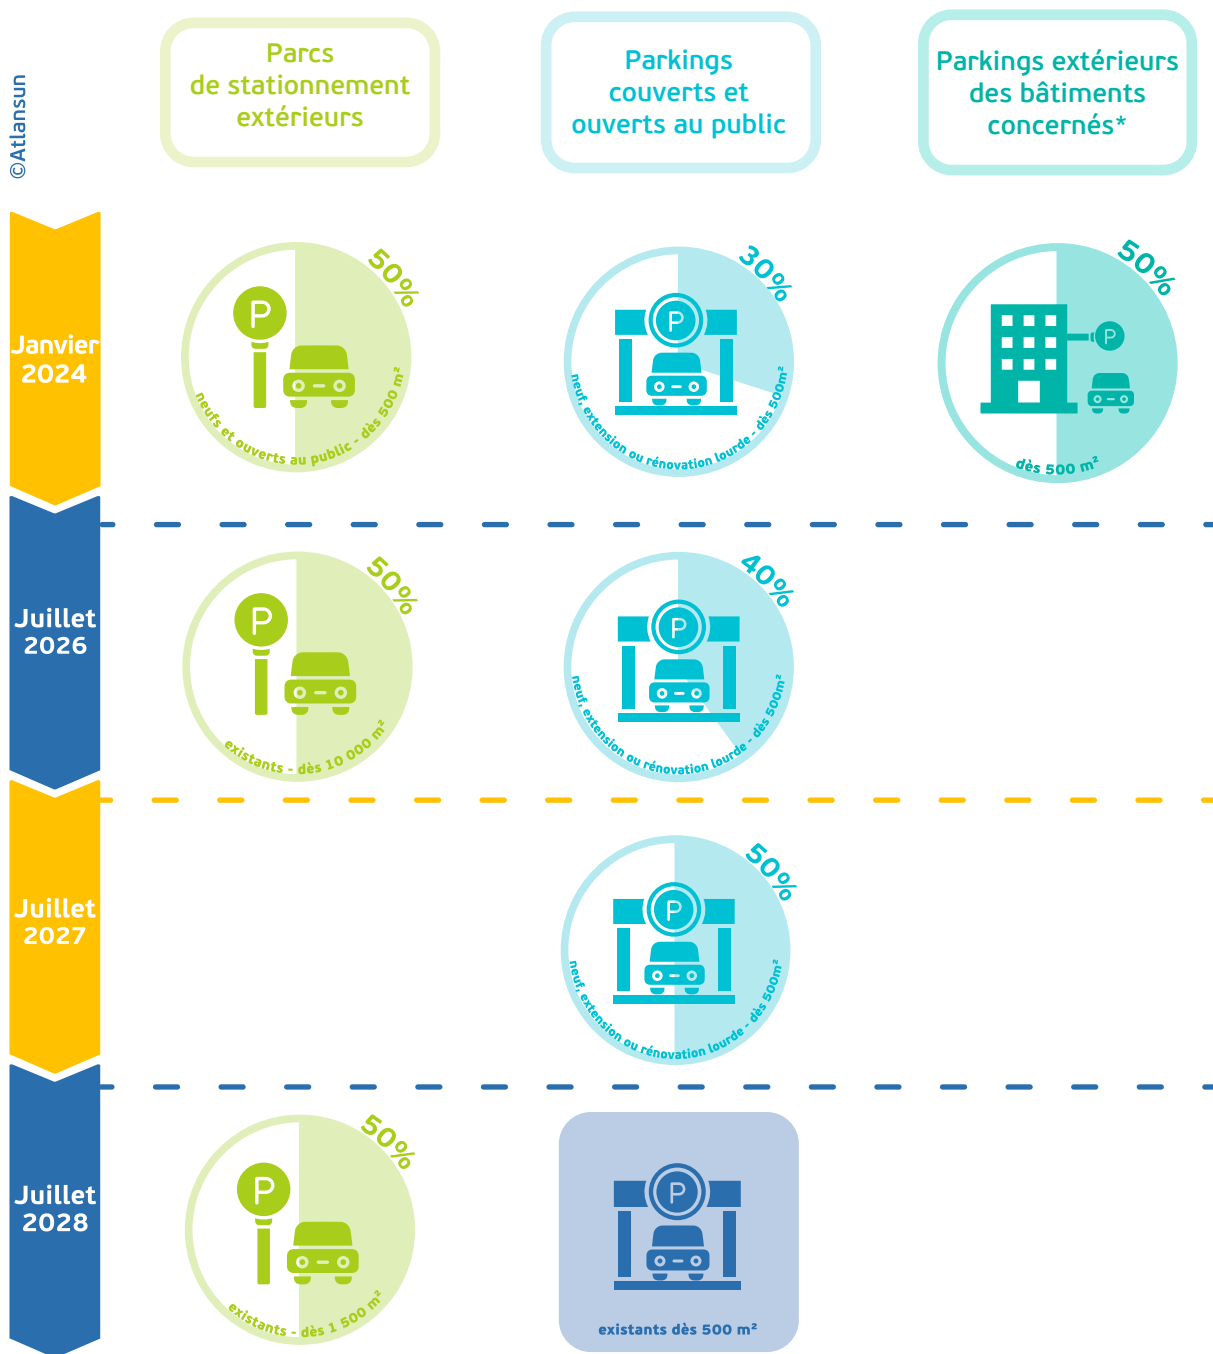 ©Atlansun
Parcs
de stationnement
extérieurs
Parkings
couverts et
ouverts au public
Parkings extérieurs
des bâtiments
concernés*
Janvier
2024
50%
P
neufs et ouverts au public - dès 500 m²
30%
P
neuf, extension ou rénovation lourde - dès 500m²
50%
P
dès 500 m²
Juillet
2026
50%
P
existants - dès 10 000 m²
40%
P
neuf, extension ou rénovation lourde - dès 500m²
Juillet
2027
50%
P
neuf, extension ou rénovation lourde - dès 500m²
Juillet
2028
50%
P
existants - dès 1 500 m²
P
existants dès 500 m²